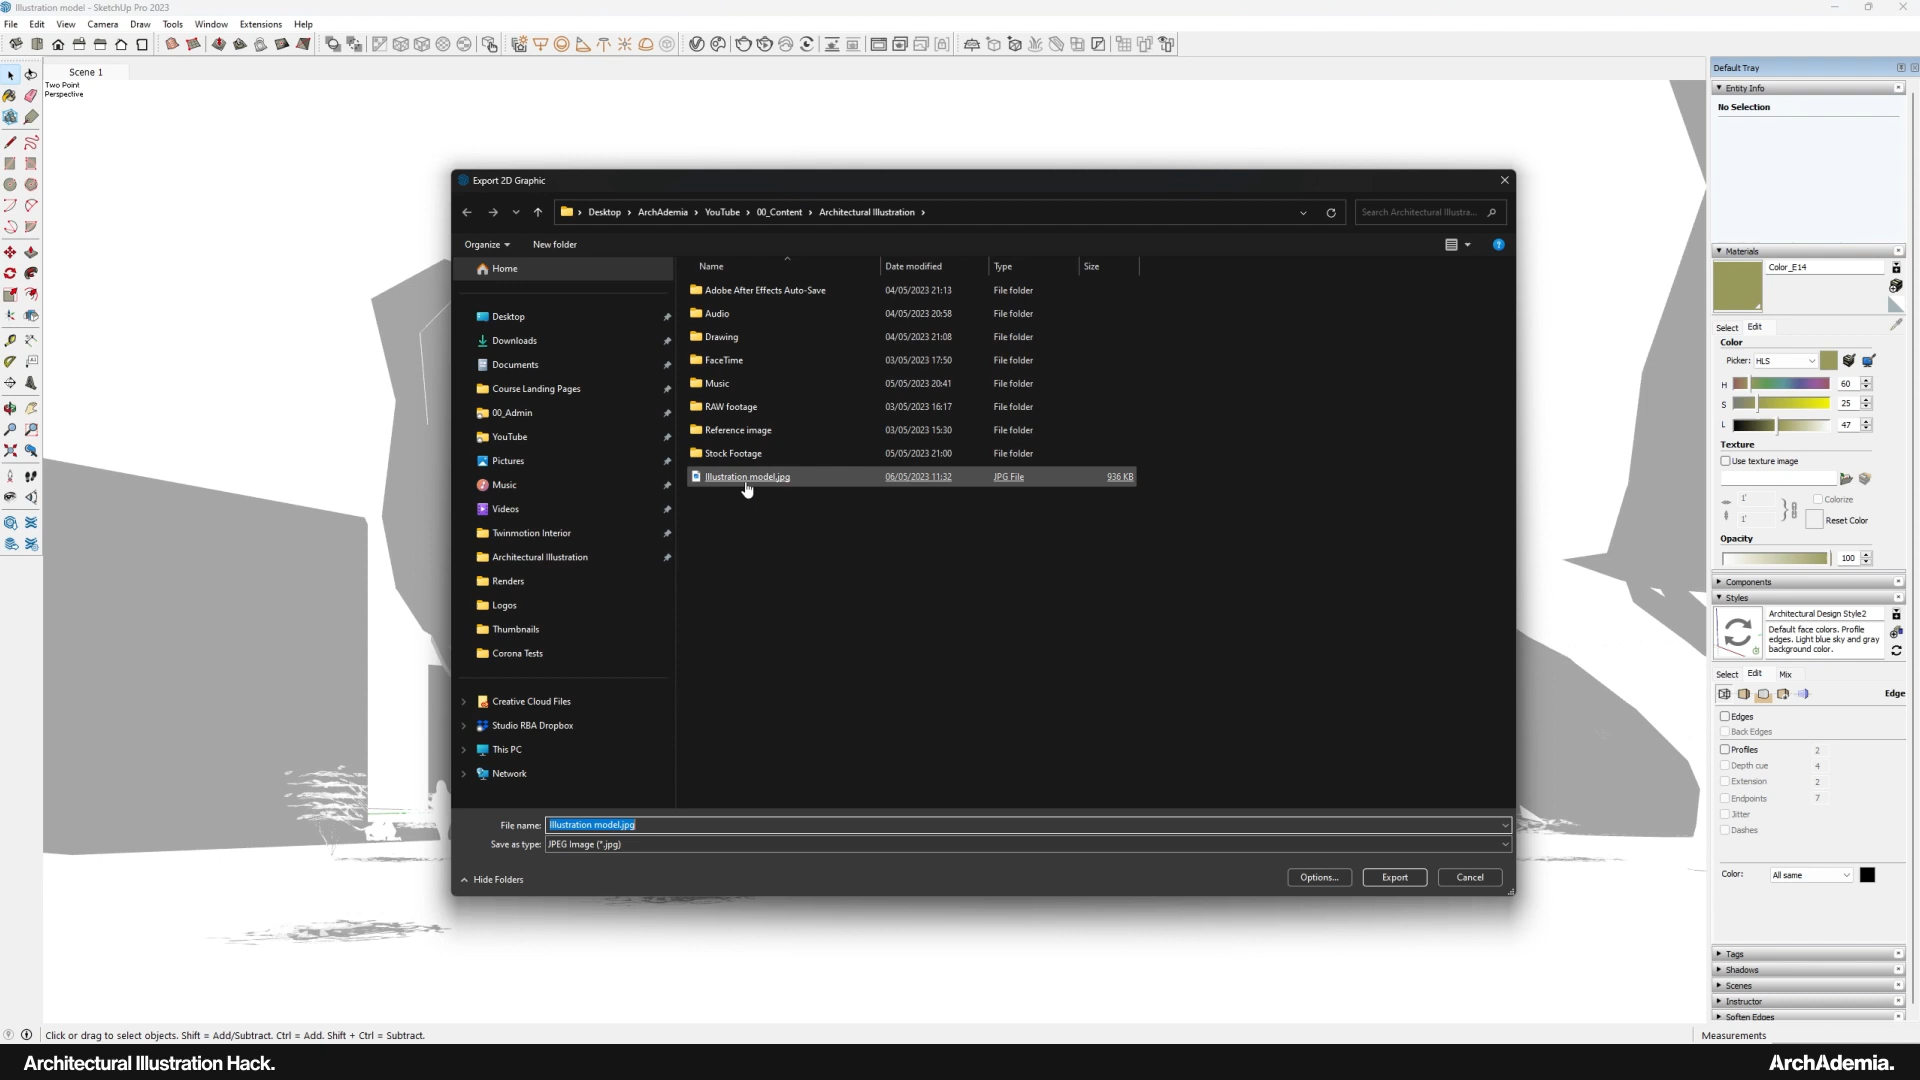 Illustration model - SketchUp Pro 2023
File Edit View Camera Draw Tools Window Extensions Help
Scene 1
Two Point
Perspective
Export 2D Graphic
Desktop › ArchAdemia › YouTube › 00_Content › Architectural Illustration ›
Search Architectural Illustra...
Organize
New folder
Home
Desktop
Downloads
Documents
Course Landing Pages
00_Admin
YouTube
Pictures
Music
Videos
Twinmotion Interior
Architectural Illustration
Renders
Logos
Thumbnails
Corona Tests
Creative Cloud Files
Studio RBA Dropbox
This PC
Network
Name Date modified Type Size
Adobe After Effects Auto-Save 04/05/2023 21:13 File folder
Audio 04/05/2023 20:58 File folder
Drawing 04/05/2023 21:08 File folder
FaceTime 03/05/2023 17:50 File folder
Music 05/05/2023 20:41 File folder
RAW footage 03/05/2023 16:17 File folder
Reference image 03/05/2023 15:30 File folder
Stock Footage 05/05/2023 21:00 File folder
Illustration model.jpg 06/05/2023 11:32 JPG File 936 KB
File name: Illustration model.jpg
Save as type: JPEG Image (*.jpg)
Hide Folders
Options... Export Cancel
Default Tray
Entity Info
No Selection
Materials
Color_E14
Select Edit
Color
Picker: HLS
H 60
S 25
L 47
Texture
Use texture image
1'
Colorize
1'
Reset Color
Opacity
100
Components
Styles
Architectural Design Style2
Default face colors. Profile
edges. Light blue sky and gray
background color.
Select Edit Mix
Edge
Edges
Back Edges
Profiles 2
Depth cue 4
Extension 2
Endpoints 7
Jitter
Dashes
Color: All same
Tags
Shadows
Scenes
Instructor
Soften Edges
Click or drag to select objects. Shift = Add/Subtract. Ctrl = Add. Shift + Ctrl = Subtract.
Measurements
Architectural Illustration Hack.
ArchAdemia.